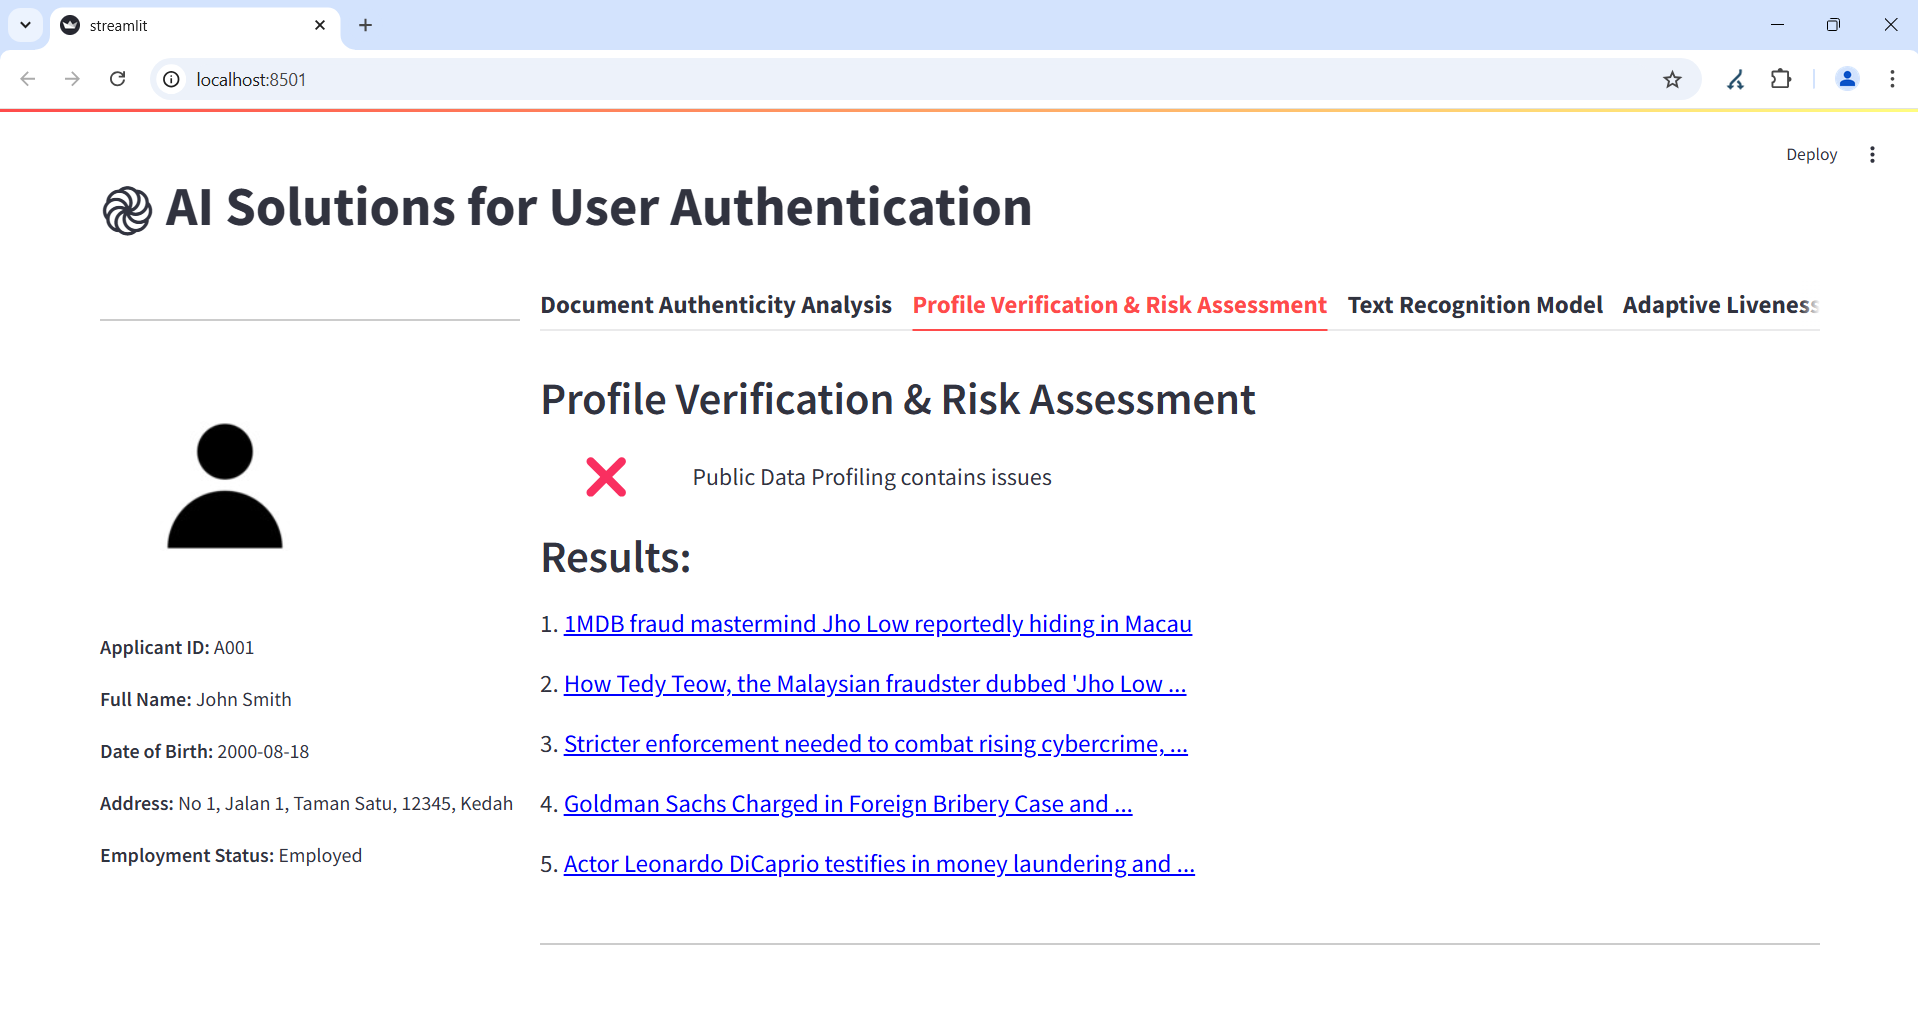 streamlit
localhost:8501
Deploy
AI Solutions for User Authentication
Document Authenticity Analysis Profile Verification & Risk Assessment Text Recognition Model Adaptive Liveness
Profile Verification & Risk Assessment
Public Data Profiling contains issues
Results:
1. 1MDB fraud mastermind Jho Low reportedly hiding in Macau
2. How Tedy Teow, the Malaysian fraudster dubbed 'Jho Low ...
3. Stricter enforcement needed to combat rising cybercrime, ...
4. Goldman Sachs Charged in Foreign Bribery Case and ...
5. Actor Leonardo DiCaprio testifies in money laundering and ...
Applicant ID: A001
Full Name: John Smith
Date of Birth: 2000-08-18
Address: No 1, Jalan 1, Taman Satu, 12345, Kedah
Employment Status: Employed